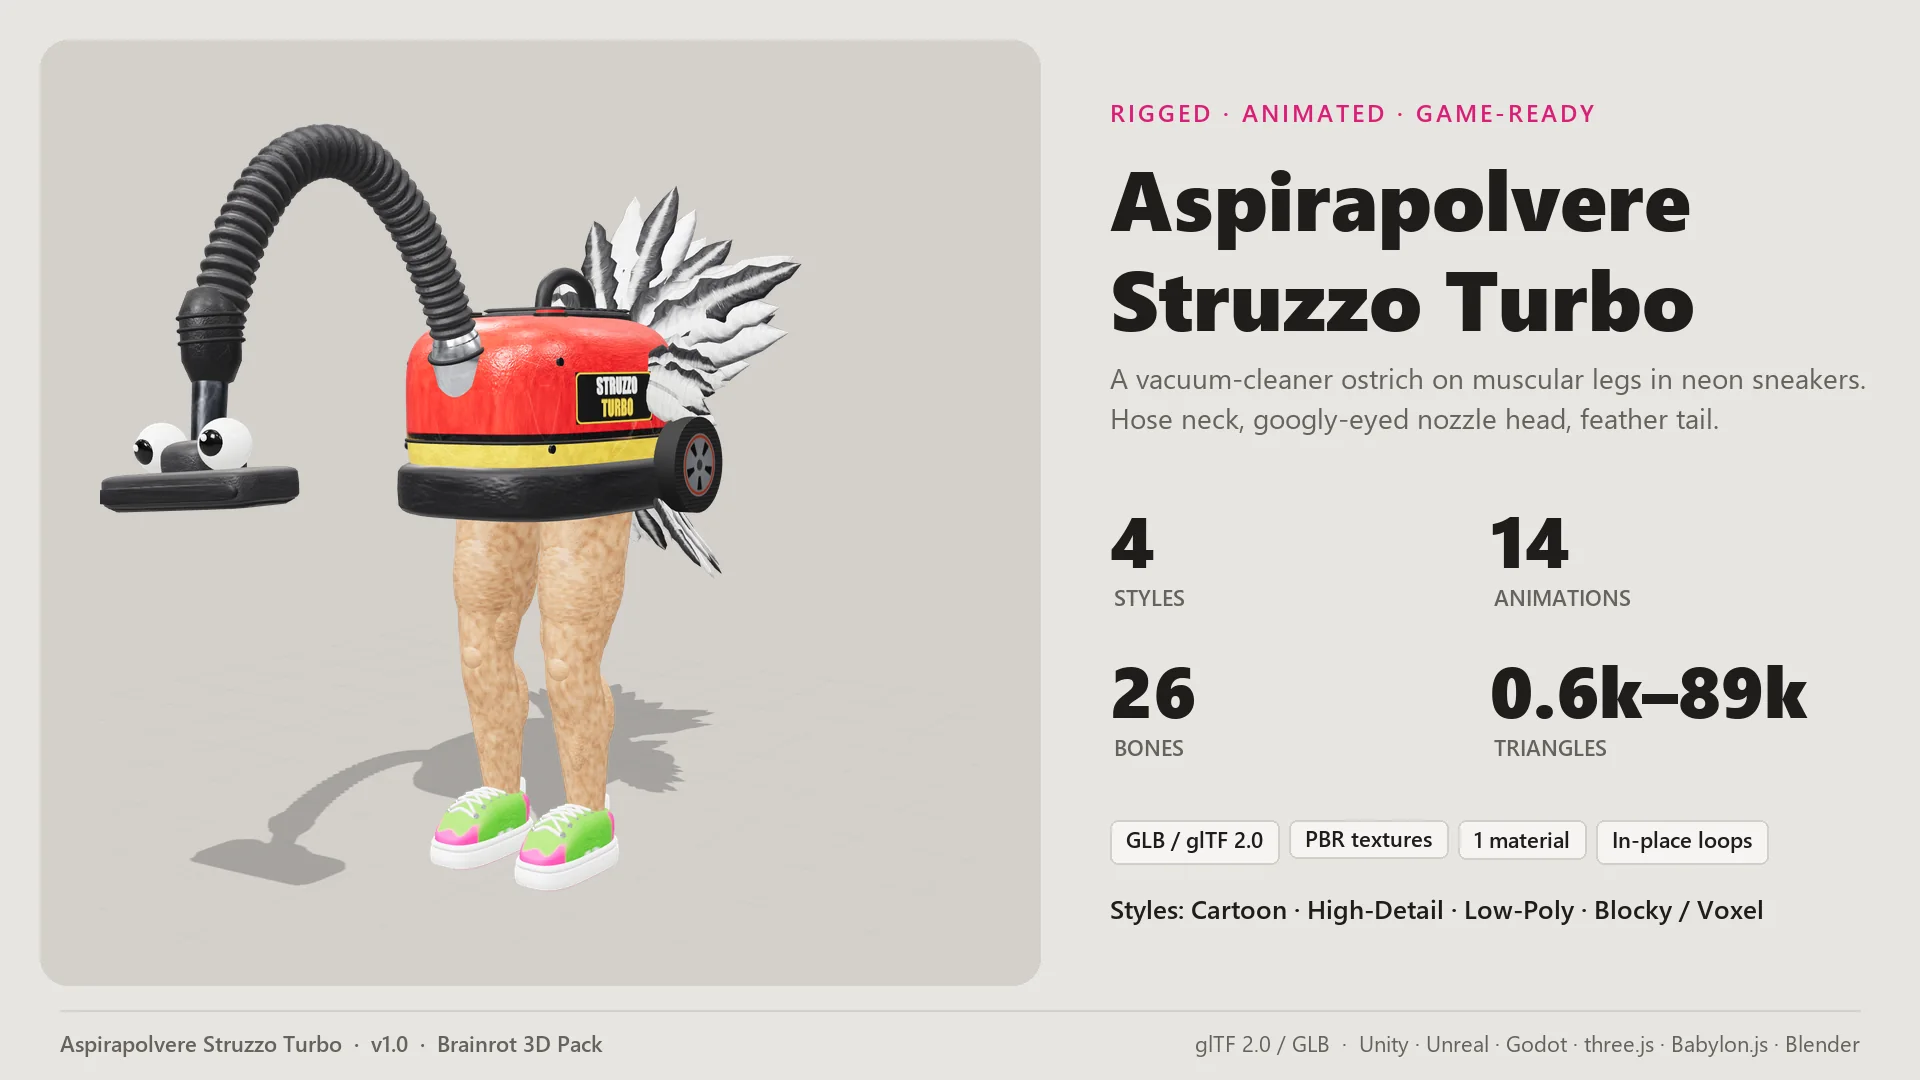 RIGGED · ANIMATED · GAME-READY
Aspirapolvere
Struzzo Turbo
A vacuum-cleaner ostrich on muscular legs in neon sneakers.
Hose neck, googly-eyed nozzle head, feather tail.
STRUZZO
TURBO
4
STYLES
14
ANIMATIONS
26
BONES
0.6k–89k
TRIANGLES
GLB / glTF 2.0
PBR textures
1 material
In-place loops
Styles: Cartoon · High-Detail · Low-Poly · Blocky / Voxel
Aspirapolvere Struzzo Turbo · v1.0 · Brainrot 3D Pack
glTF 2.0 / GLB · Unity · Unreal · Godot · three.js · Babylon.js · Blender